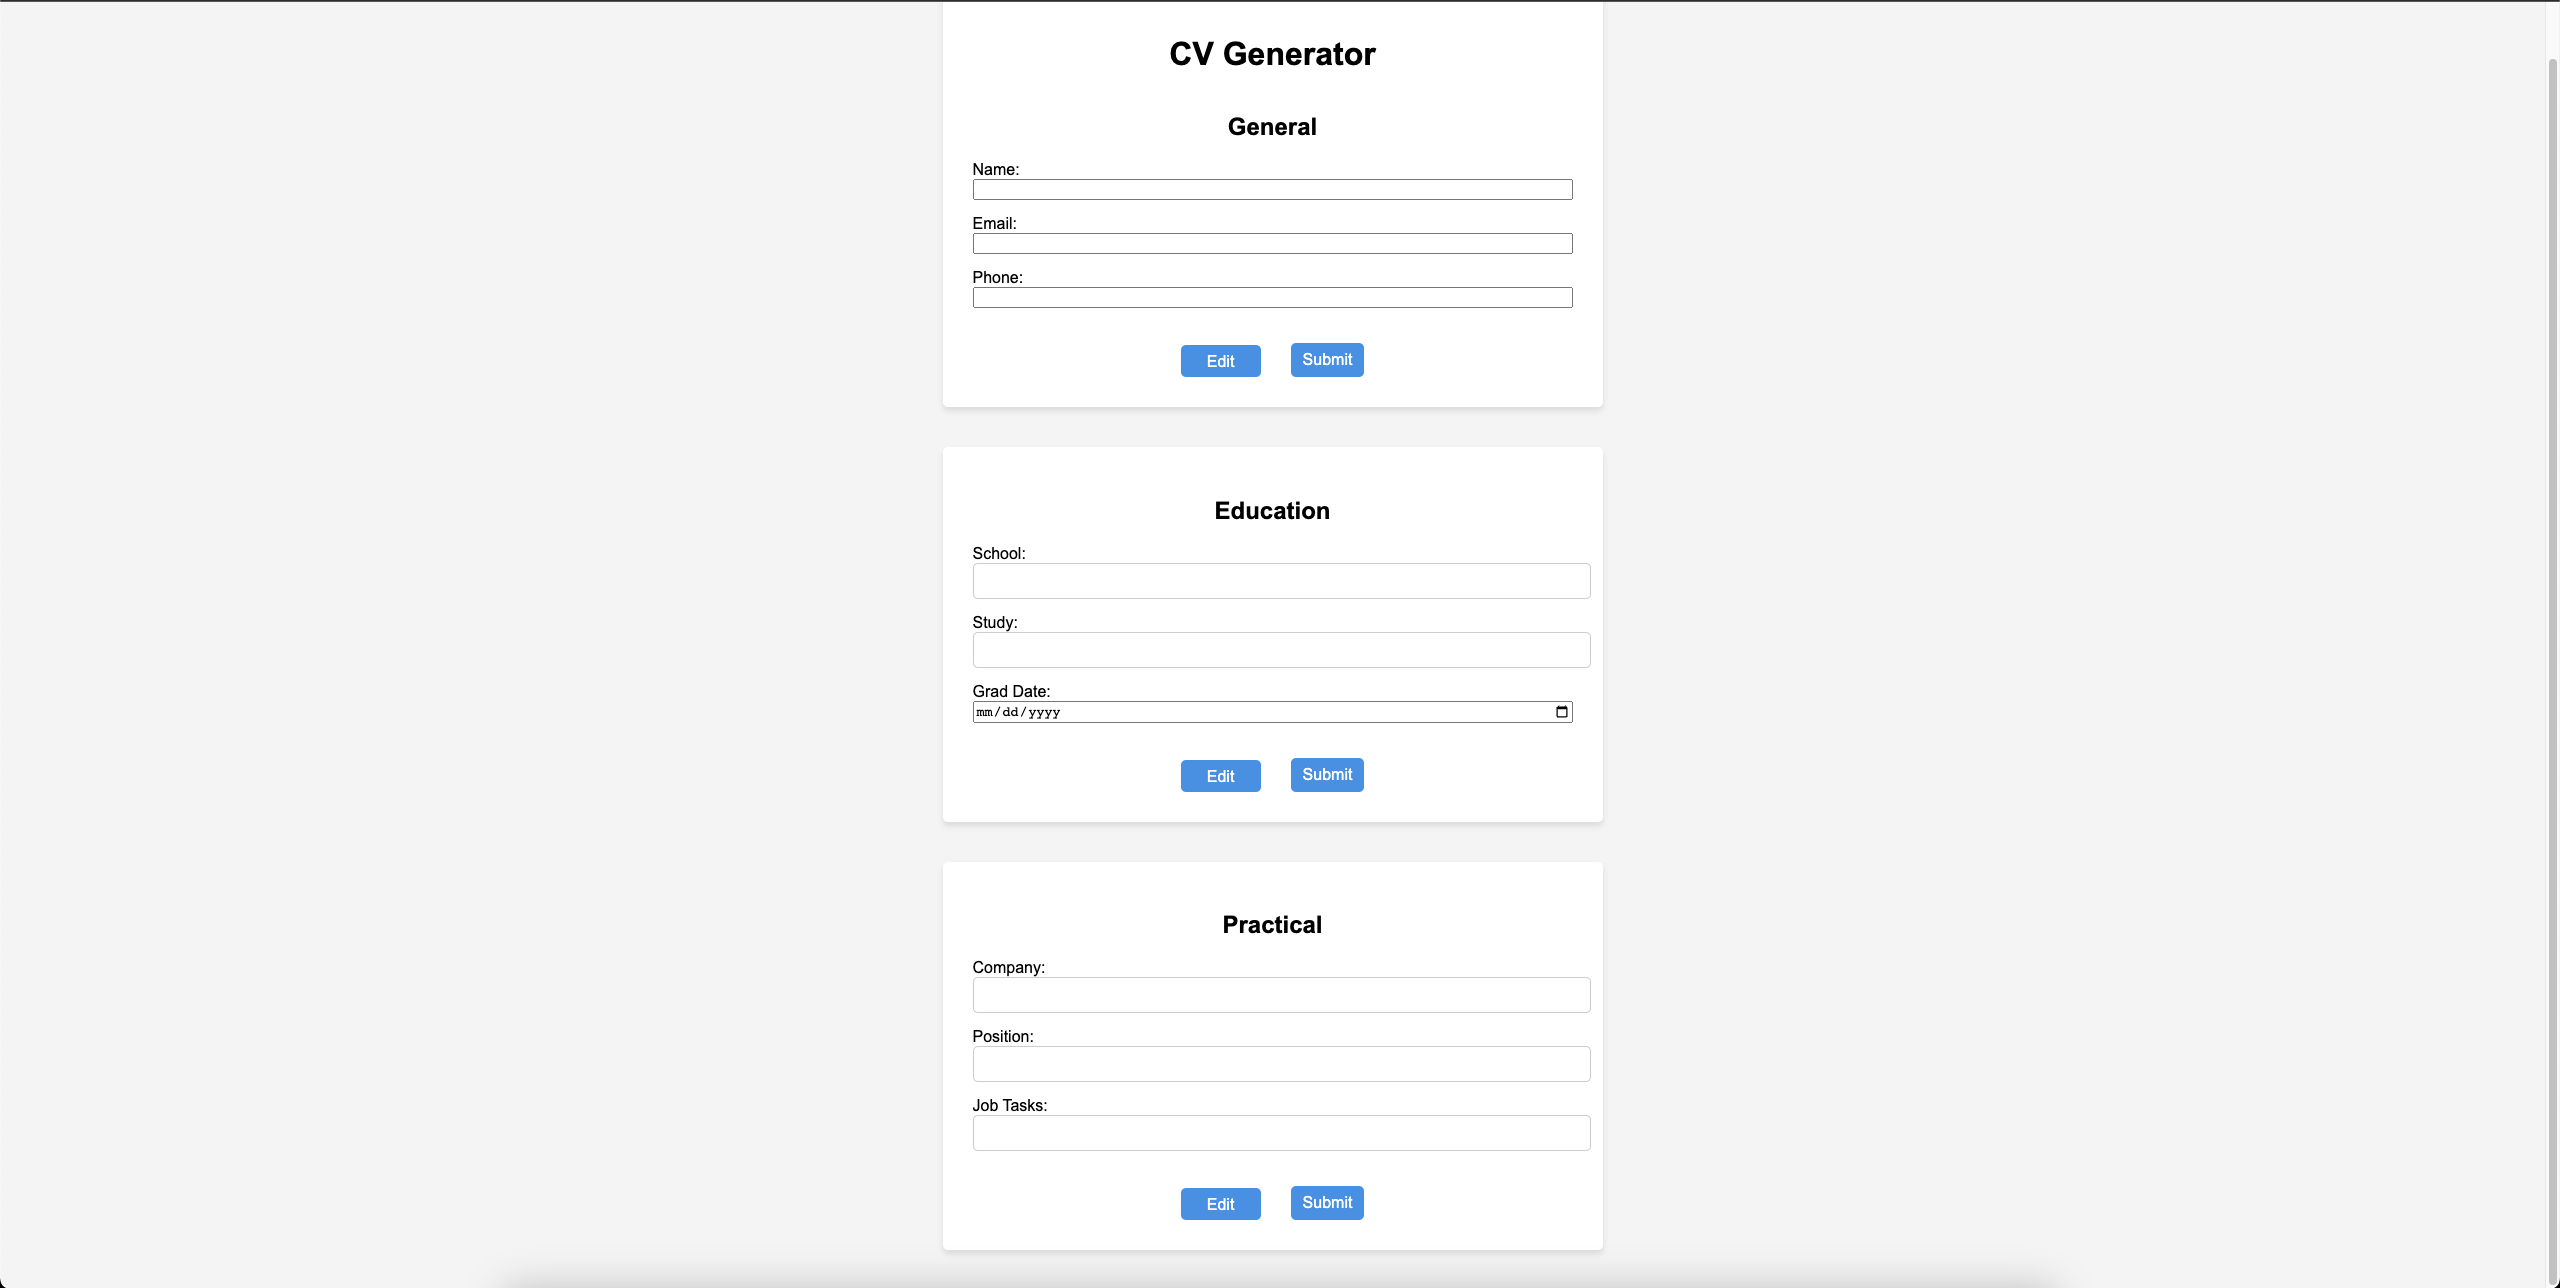 CV Generator
General
Name:
Email:
Phone:
Edit Submit
Education
School:
Study:
Grad Date:
mm/dd/yyyy
Edit Submit
Practical
Company:
Position:
Job Tasks:
Edit Submit